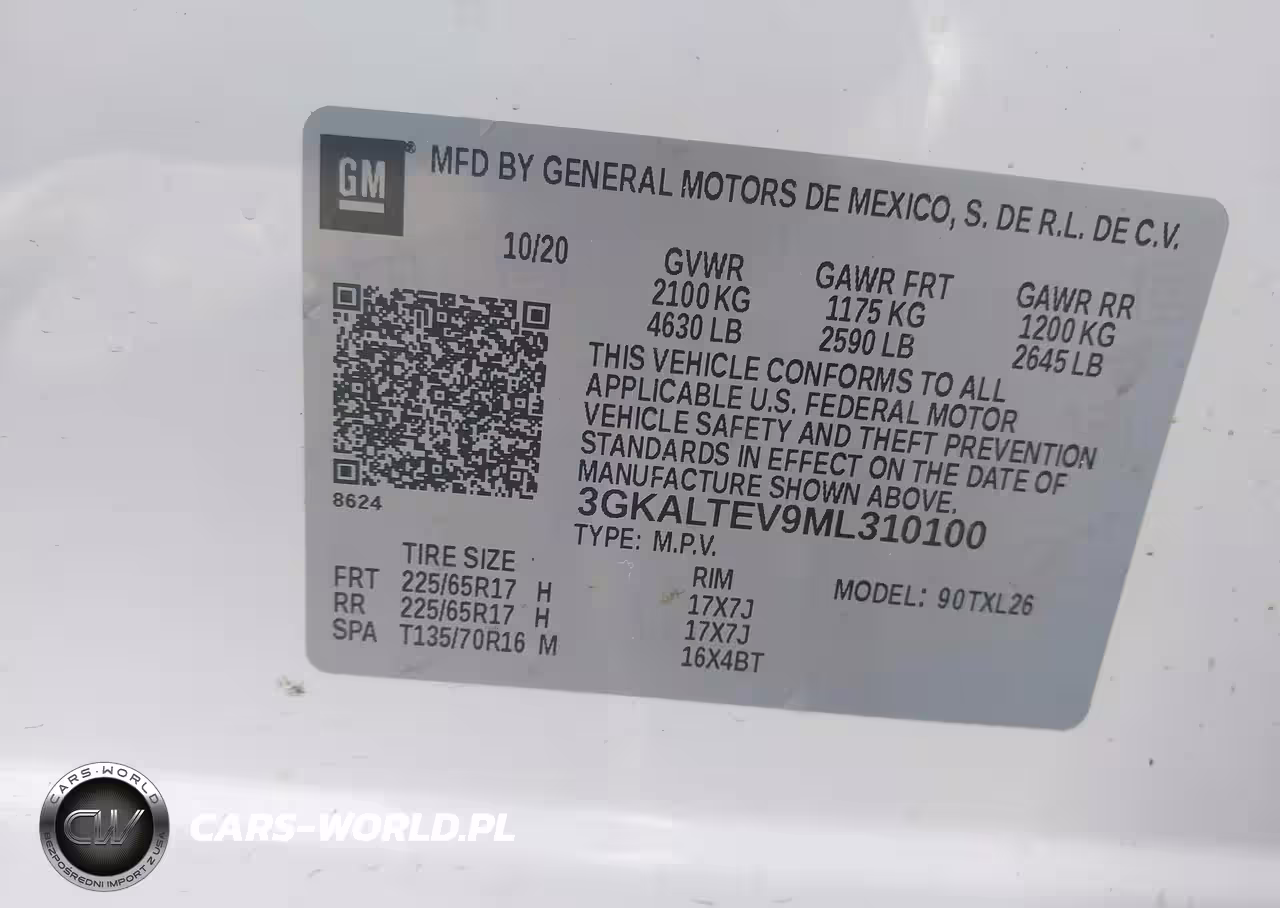 GM®
MFD BY GENERAL MOTORS DE MEXICO, S. DE R.L. DE C.V.
10/20
GVWR GAWR FRT GAWR RR
2100 KG 1175 KG 1200 KG
4630 LB 2590 LB 2645 LB
THIS VEHICLE CONFORMS TO ALL
APPLICABLE U.S. FEDERAL MOTOR
VEHICLE SAFETY AND THEFT PREVENTION
STANDARDS IN EFFECT ON THE DATE OF
MANUFACTURE SHOWN ABOVE.
8624
3GKALTEV9ML310100
TYPE: M.P.V.
TIRE SIZE RIM MODEL: 90TXL26
FRT 225/65R17 H 17X7J
RR 225/65R17 H 17X7J
SPA T135/70R16 M 16X4BT
CARS-WORLD
CW
BEZPOŚREDNI IMPORT Z USA
CARS-WORLD.PL